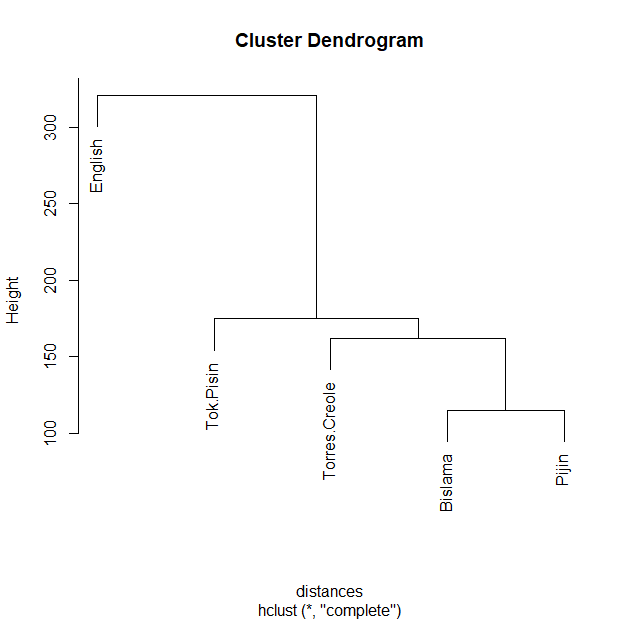 Cluster Dendrogram
Height
300
250
200
150
100
English
Tok.Pisin
Torres.Creole
Bislama
Pijin
distances
hclust (*, "complete")